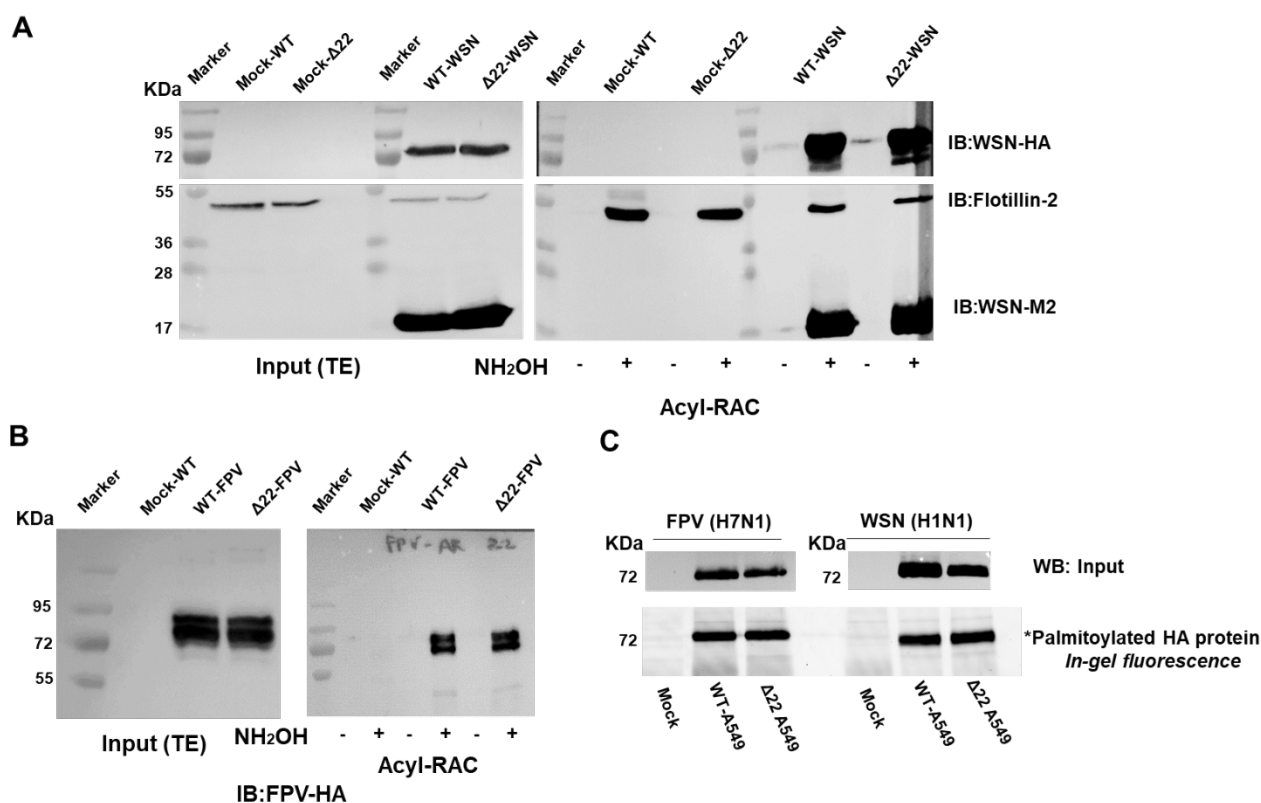 A
KDa
Marker
Mock-WT
Mock-Δ22
Marker
WT-WSN
Δ22-WSN
Marker
Mock-WT
Mock-Δ22
WT-WSN
Δ22-WSN
95
72
55
36
28
17
IB:WSN-HA
IB:Flotillin-2
IB:WSN-M2
Input (TE)
NH₂OH - + - + - + - +
Acyl-RAC
B
KDa
Marker
Mock-WT
WT-FPV
Δ22-FPV
Marker
Mock-WT
WT-FPV
Δ22-FPV
FPV-AR 22
95
72
55
Input (TE)
NH₂OH - + - + - +
Acyl-RAC
IB:FPV-HA
C
FPV (H7N1) WSN (H1N1)
KDa KDa
72 72 WB: Input
72 *Palmitoylated HA protein
In-gel fluorescence
Mock
WT-A549
Δ22 A549
Mock
WT-A549
Δ22 A549